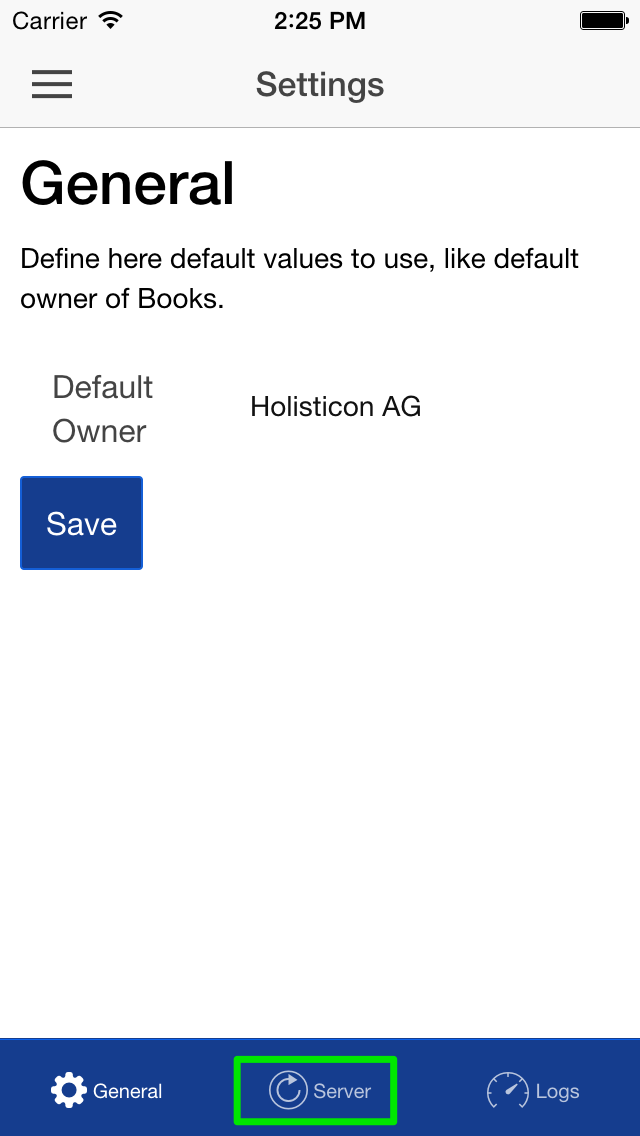 Carrier 2:25 PM
Settings
General
Define here default values to use, like default
owner of Books.
Default
Owner
Holisticon AG
Save
General Server Logs